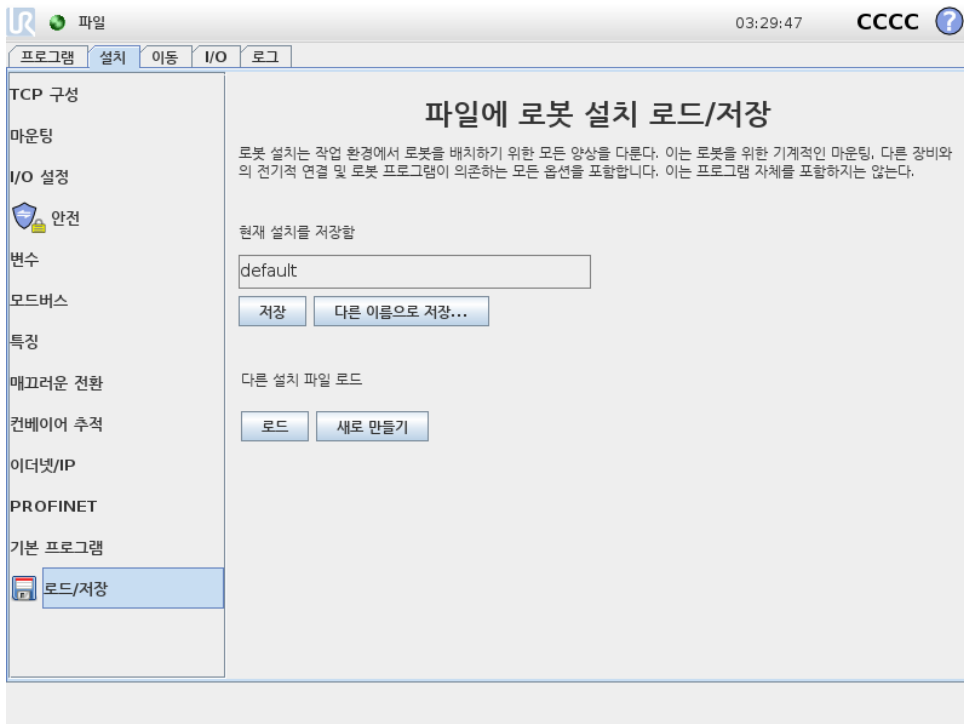 UR
파일
03:29:47
CCCC
?
프로그램
설치
이동
I/O
로그
TCP 구성
마운팅
I/O 설정
안전
변수
모드버스
특징
매끄러운 전환
컨베이어 추적
이더넷/IP
PROFINET
기본 프로그램
로드/저장
파일에 로봇 설치 로드/저장
로봇 설치는 작업 환경에서 로봇을 배치하기 위한 모든 양상을 다룬다. 이는 로봇을 위한 기계적인 마운팅, 다른 장비와
의 전기적 연결 및 로봇 프로그램이 의존하는 모든 옵션을 포함합니다. 이는 프로그램 자체를 포함하지는 않는다.
현재 설치를 저장함
default
저장
다른 이름으로 저장...
다른 설치 파일 로드
로드
새로 만들기